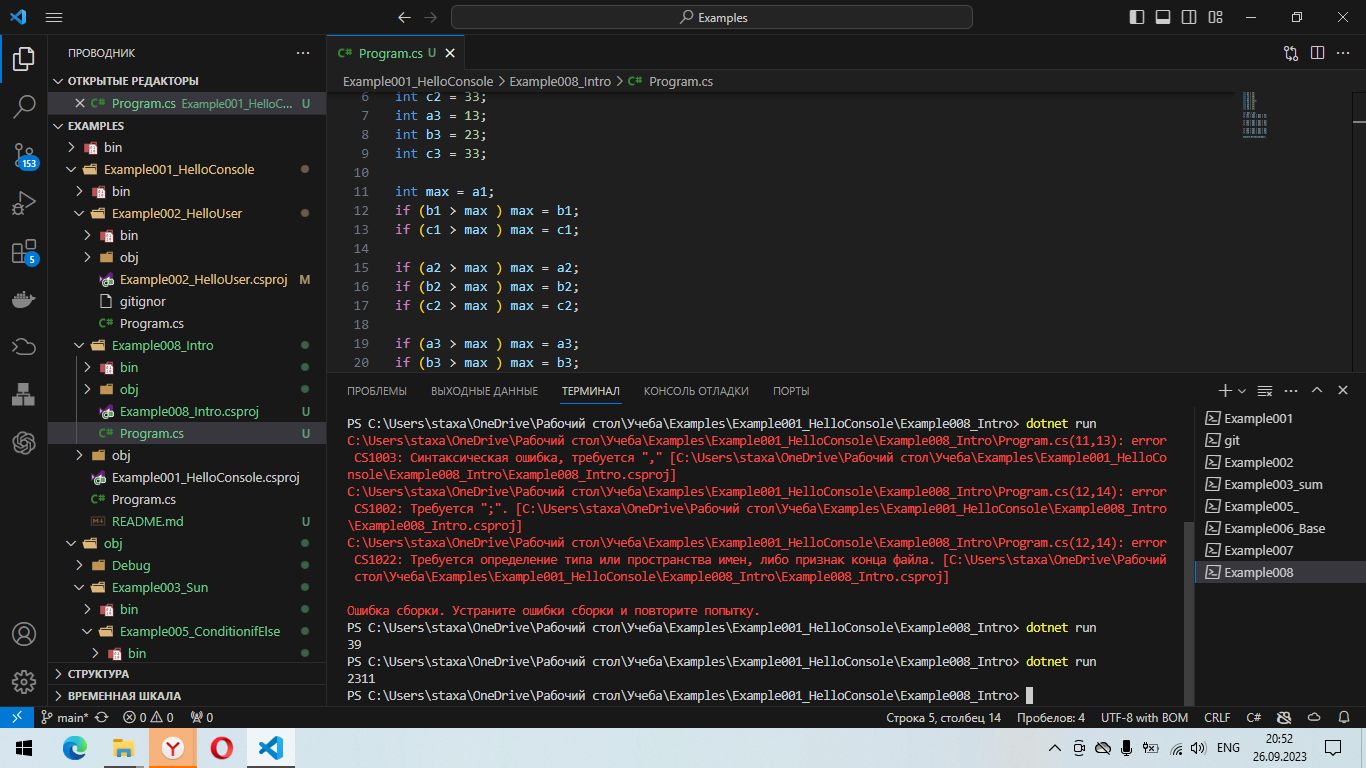 Examples
ПРОВОДНИК
ОТКРЫТЫЕ РЕДАКТОРЫ
Program.cs Example001_HelloC... U
EXAMPLES
bin
Example001_HelloConsole
bin
Example002_HelloUser
bin
obj
Example002_HelloUser.csproj M
gitignor
Program.cs
Example008_Intro
bin
obj
Example008_Intro.csproj U
Program.cs U
obj
Example001_HelloConsole.csproj
Program.cs
README.md U
obj
Debug
Example003_Sun
bin
Example005_ConditionifElse
bin
СТРУКТУРА
ВРЕМЕННАЯ ШКАЛА
153
5
Program.cs U
Example001_HelloConsole > Example008_Intro > Program.cs
6 int c2 = 33;
7 int a3 = 13;
8 int b3 = 23;
9 int c3 = 33;
10
11 int max = a1;
12 if (b1 > max ) max = b1;
13 if (c1 > max ) max = c1;
14
15 if (a2 > max ) max = a2;
16 if (b2 > max ) max = b2;
17 if (c2 > max ) max = c2;
18
19 if (a3 > max ) max = a3;
20 if (b3 > max ) max = b3;
ПРОБЛЕМЫ ВЫХОДНЫЕ ДАННЫЕ ТЕРМИНАЛ КОНСОЛЬ ОТЛАДКИ ПОРТЫ
PS C:\Users\staxa\OneDrive\Рабочий стол\Учеба\Examples\Example001_HelloConsole\Example008_Intro> dotnet run
C:\Users\staxa\OneDrive\Рабочий стол\Учеба\Examples\Example001_HelloConsole\Example008_Intro\Program.cs(11,13): error
CS1003: Синтаксическая ошибка, требуется "," [C:\Users\staxa\OneDrive\Рабочий стол\Учеба\Examples\Example001_HelloCo
nsole\Example008_Intro\Example008_Intro.csproj]
C:\Users\staxa\OneDrive\Рабочий стол\Учеба\Examples\Example001_HelloConsole\Example008_Intro\Program.cs(12,14): error
CS1002: Требуется ";". [C:\Users\staxa\OneDrive\Рабочий стол\Учеба\Examples\Example001_HelloConsole\Example008_Intro
\Example008_Intro.csproj]
C:\Users\staxa\OneDrive\Рабочий стол\Учеба\Examples\Example001_HelloConsole\Example008_Intro\Program.cs(12,14): error
CS1022: Требуется определение типа или пространства имен, либо признак конца файла. [C:\Users\staxa\OneDrive\Рабочий
стол\Учеба\Examples\Example001_HelloConsole\Example008_Intro\Example008_Intro.csproj]
Ошибка сборки. Устраните ошибки сборки и повторите попытку.
PS C:\Users\staxa\OneDrive\Рабочий стол\Учеба\Examples\Example001_HelloConsole\Example008_Intro> dotnet run
39
PS C:\Users\staxa\OneDrive\Рабочий стол\Учеба\Examples\Example001_HelloConsole\Example008_Intro> dotnet run
2311
PS C:\Users\staxa\OneDrive\Рабочий стол\Учеба\Examples\Example001_HelloConsole\Example008_Intro>
Example001
git
Example002
Example003_sum
Example005_
Example006_Base
Example007
Example008
main* 0 0 0 Строка 5, столбец 14 Пробелов: 4 UTF-8 with BOM CRLF C#
ENG
20:52
26.09.2023